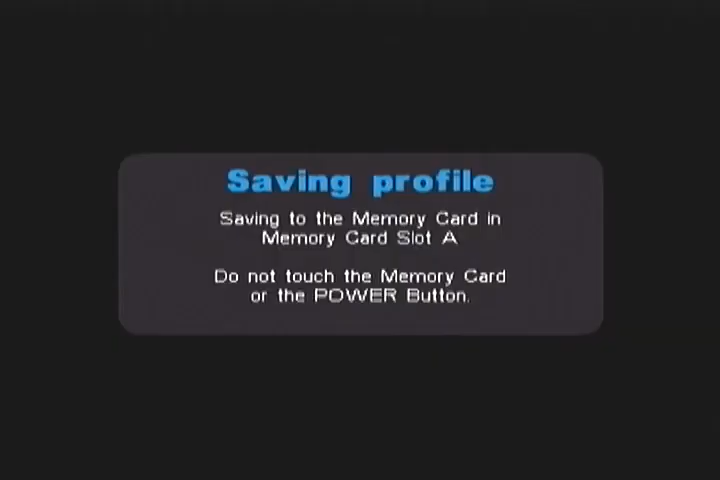 Saving profile
Saving to the Memory Card in
Memory Card Slot A
Do not touch the Memory Card
or the POWER Button.